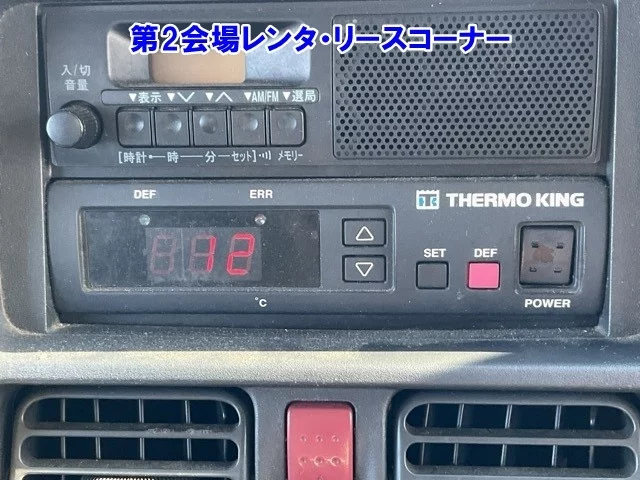 第2会場レンタ・リースコーナー
入/切
音量
▼表示 ▼﹀ ▼︿ ▼AM/FM ▼選局
[時計・ 時 分 セット]・ メモリー
DEF ERR
THERMO KING
12
SET DEF
°C
POWER